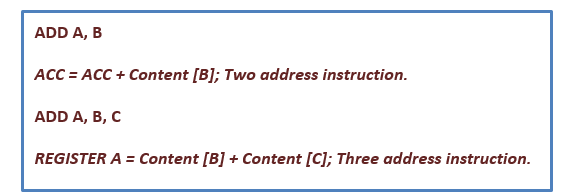 ADD A, B
ACC = ACC + Content [B]; Two address instruction.
ADD A, B, C
REGISTER A = Content [B] + Content [C]; Three address instruction.